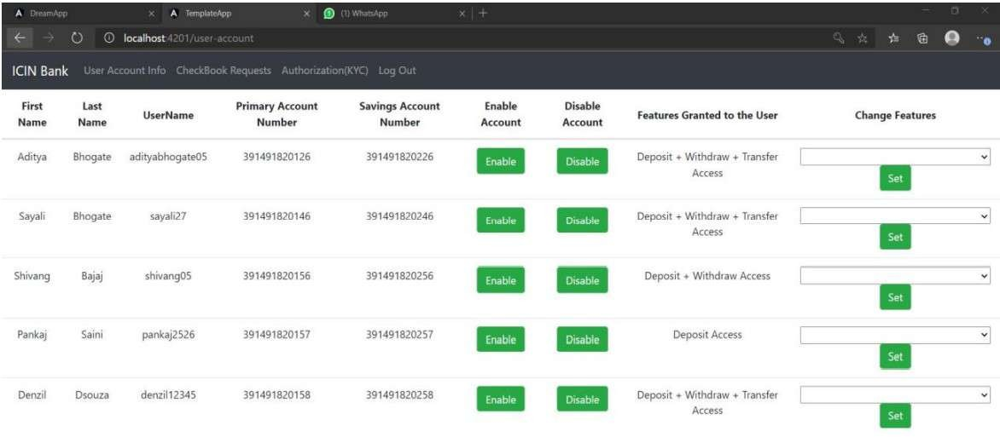 DreamApp
TemplateApp
(1) WhatsApp
localhost:4201/user-account
ICIN Bank User Account Info CheckBook Requests Authorization(KYC) Log Out
First Name Last Name UserName Primary Account Number Savings Account Number Enable Account Disable Account Features Granted to the User Change Features
Aditya Bhogate adityabhogate05 391491820126 391491820226 Enable Disable Deposit + Withdraw + Transfer Access
Set
Sayali Bhogate sayali27 391491820146 391491820246 Enable Disable Deposit + Withdraw + Transfer Access
Set
Shivang Bajaj shivang05 391491820156 391491820256 Enable Disable Deposit + Withdraw Access
Set
Pankaj Saini pankaj2526 391491820157 391491820257 Enable Disable Deposit Access
Set
Denzil Dsouza denzil12345 391491820158 391491820258 Enable Disable Deposit + Withdraw + Transfer Access
Set